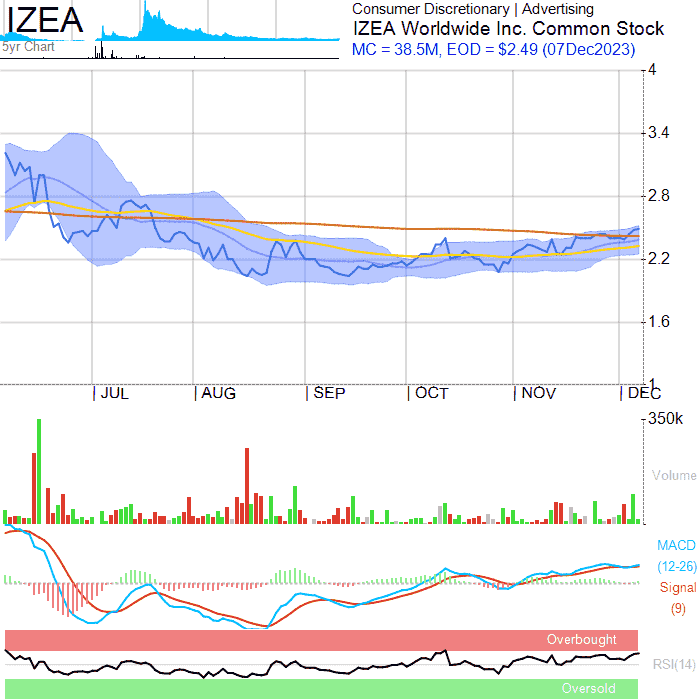 IZEA
5yr Chart
Consumer Discretionary | Advertising
IZEA Worldwide Inc. Common Stock
MC = 38.5M, EOD = $2.49 (07Dec2023)
4
3.4
2.8
2.2
1.6
1
JUL AUG SEP OCT NOV DEC
350k
Volume
MACD
(12-26)
Signal
(9)
Overbought
RSI(14)
Oversold